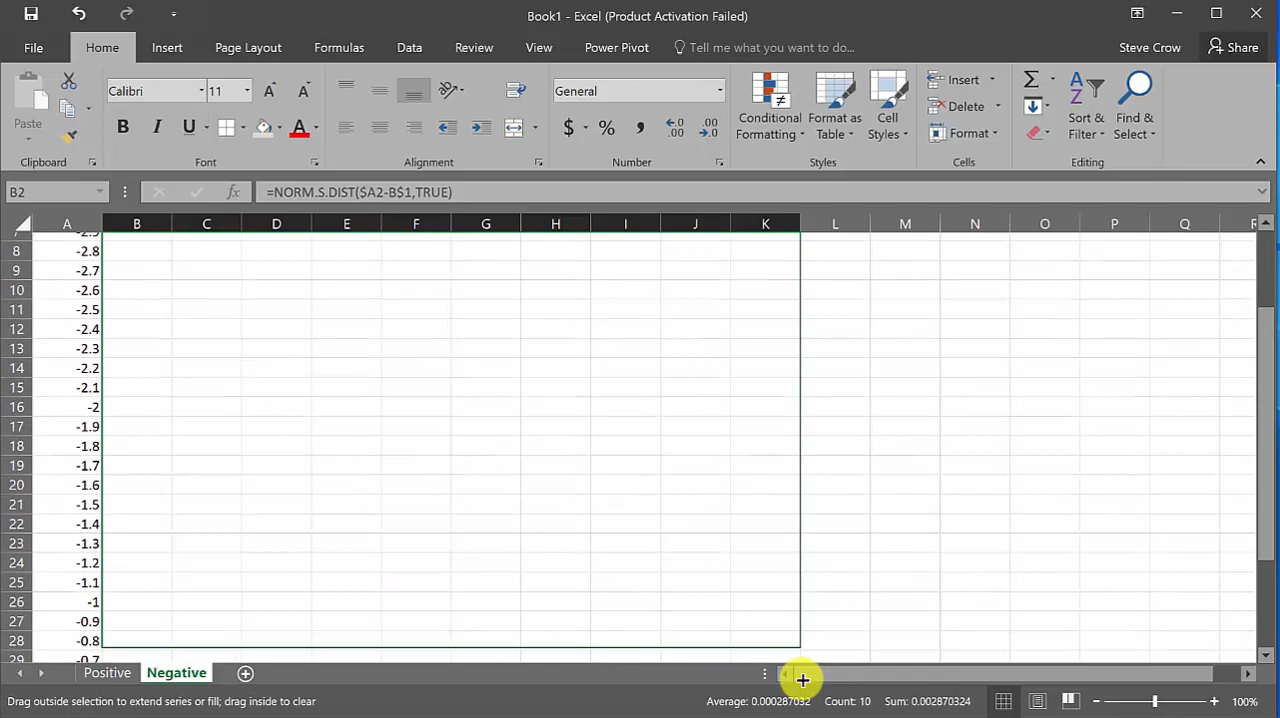 Book1 - Excel (Product Activation Failed)
File Home Insert Page Layout Formulas Data Review View Power Pivot Tell me what you want to do... Steve Crow Share
Paste
Clipboard
Calibri 11
B I U A
Font
Alignment
General
$ % , .00
Number
Conditional Formatting
Format as Table
Cell Styles
Styles
Insert
Delete
Format
Cells
Sort & Filter
Find & Select
Editing
B2 fx =NORM.S.DIST($A2-B$1,TRUE)
A B C D E F G H I J K L M N O P Q R
7 -2.9
8 -2.8
9 -2.7
10 -2.6
11 -2.5
12 -2.4
13 -2.3
14 -2.2
15 -2.1
16 -2
17 -1.9
18 -1.8
19 -1.7
20 -1.6
21 -1.5
22 -1.4
23 -1.3
24 -1.2
25 -1.1
26 -1
27 -0.9
28 -0.8
29 -0.7
Positive Negative
Drag outside selection to extend series or fill; drag inside to clear Average: 0.000287032 Count: 10 Sum: 0.002870324 100%